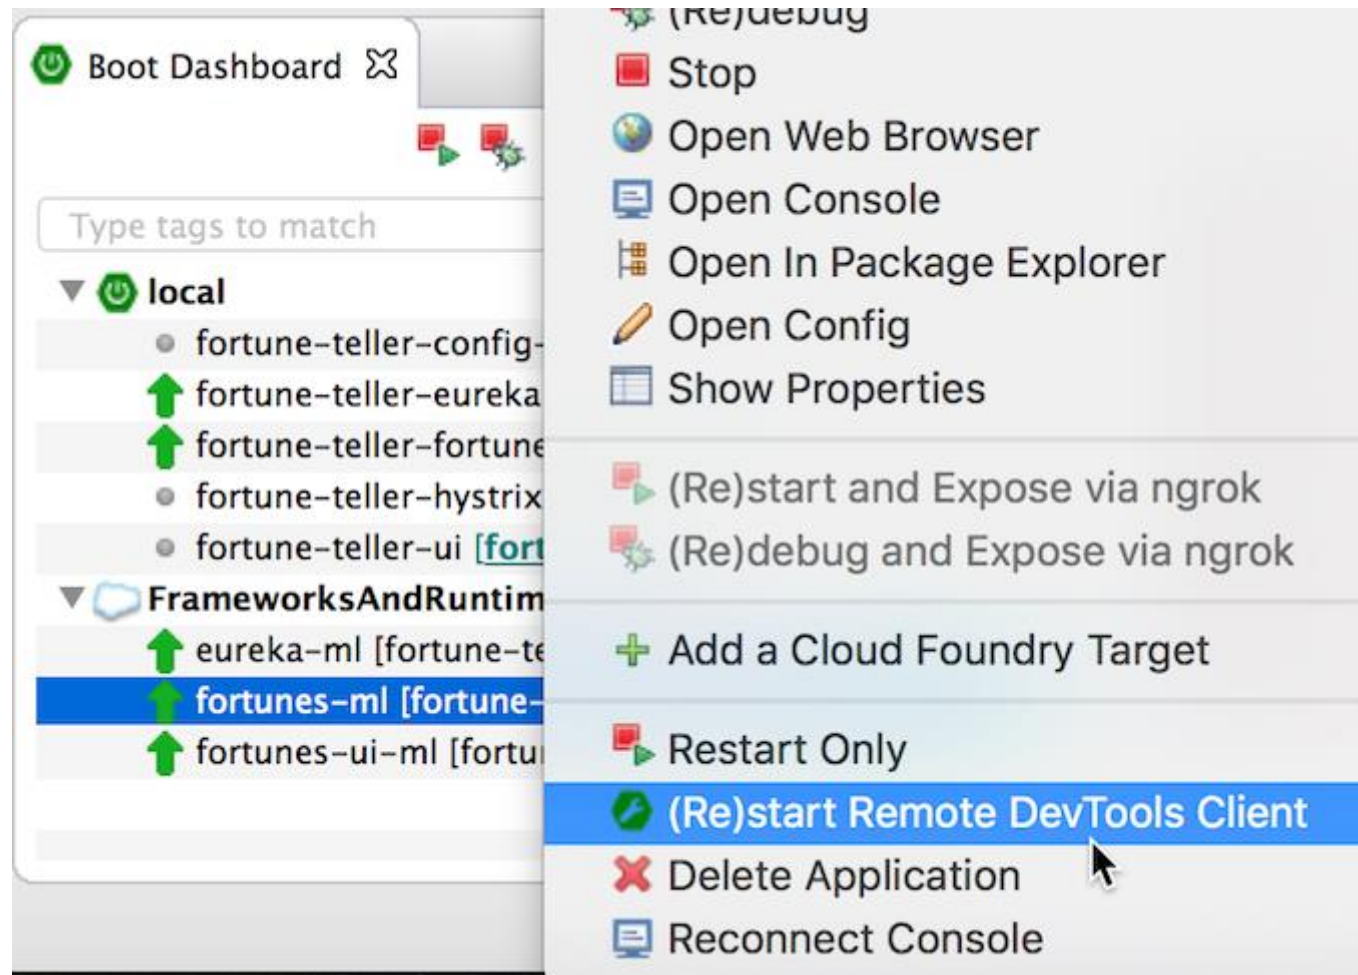 Boot Dashboard
Type tags to match
local
fortune-teller-config-
fortune-teller-eureka
fortune-teller-fortune
fortune-teller-hystrix
fortune-teller-ui [fort
FrameworksAndRuntim
eureka-ml [fortune-te
fortunes-ml [fortune-
fortunes-ui-ml [fortu
(Re)debug
Stop
Open Web Browser
Open Console
Open In Package Explorer
Open Config
Show Properties
(Re)start and Expose via ngrok
(Re)debug and Expose via ngrok
Add a Cloud Foundry Target
Restart Only
(Re)start Remote DevTools Client
Delete Application
Reconnect Console